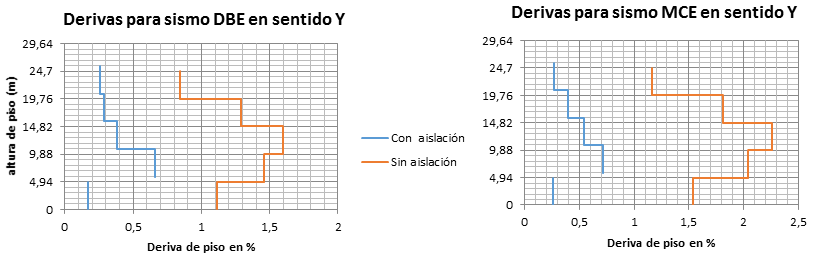 Derivas para sismo DBE en sentido Y
altura de piso (m)
29,64
24,7
19,76
14,82
9,88
4,94
0
0 0,5 1 1,5 2
Deriva de piso en %
Con aislación
Sin aislación
Derivas para sismo MCE en sentido Y
29,64
24,7
19,76
14,82
9,88
4,94
0
0 0,5 1 1,5 2 2,5
Deriva de piso en %